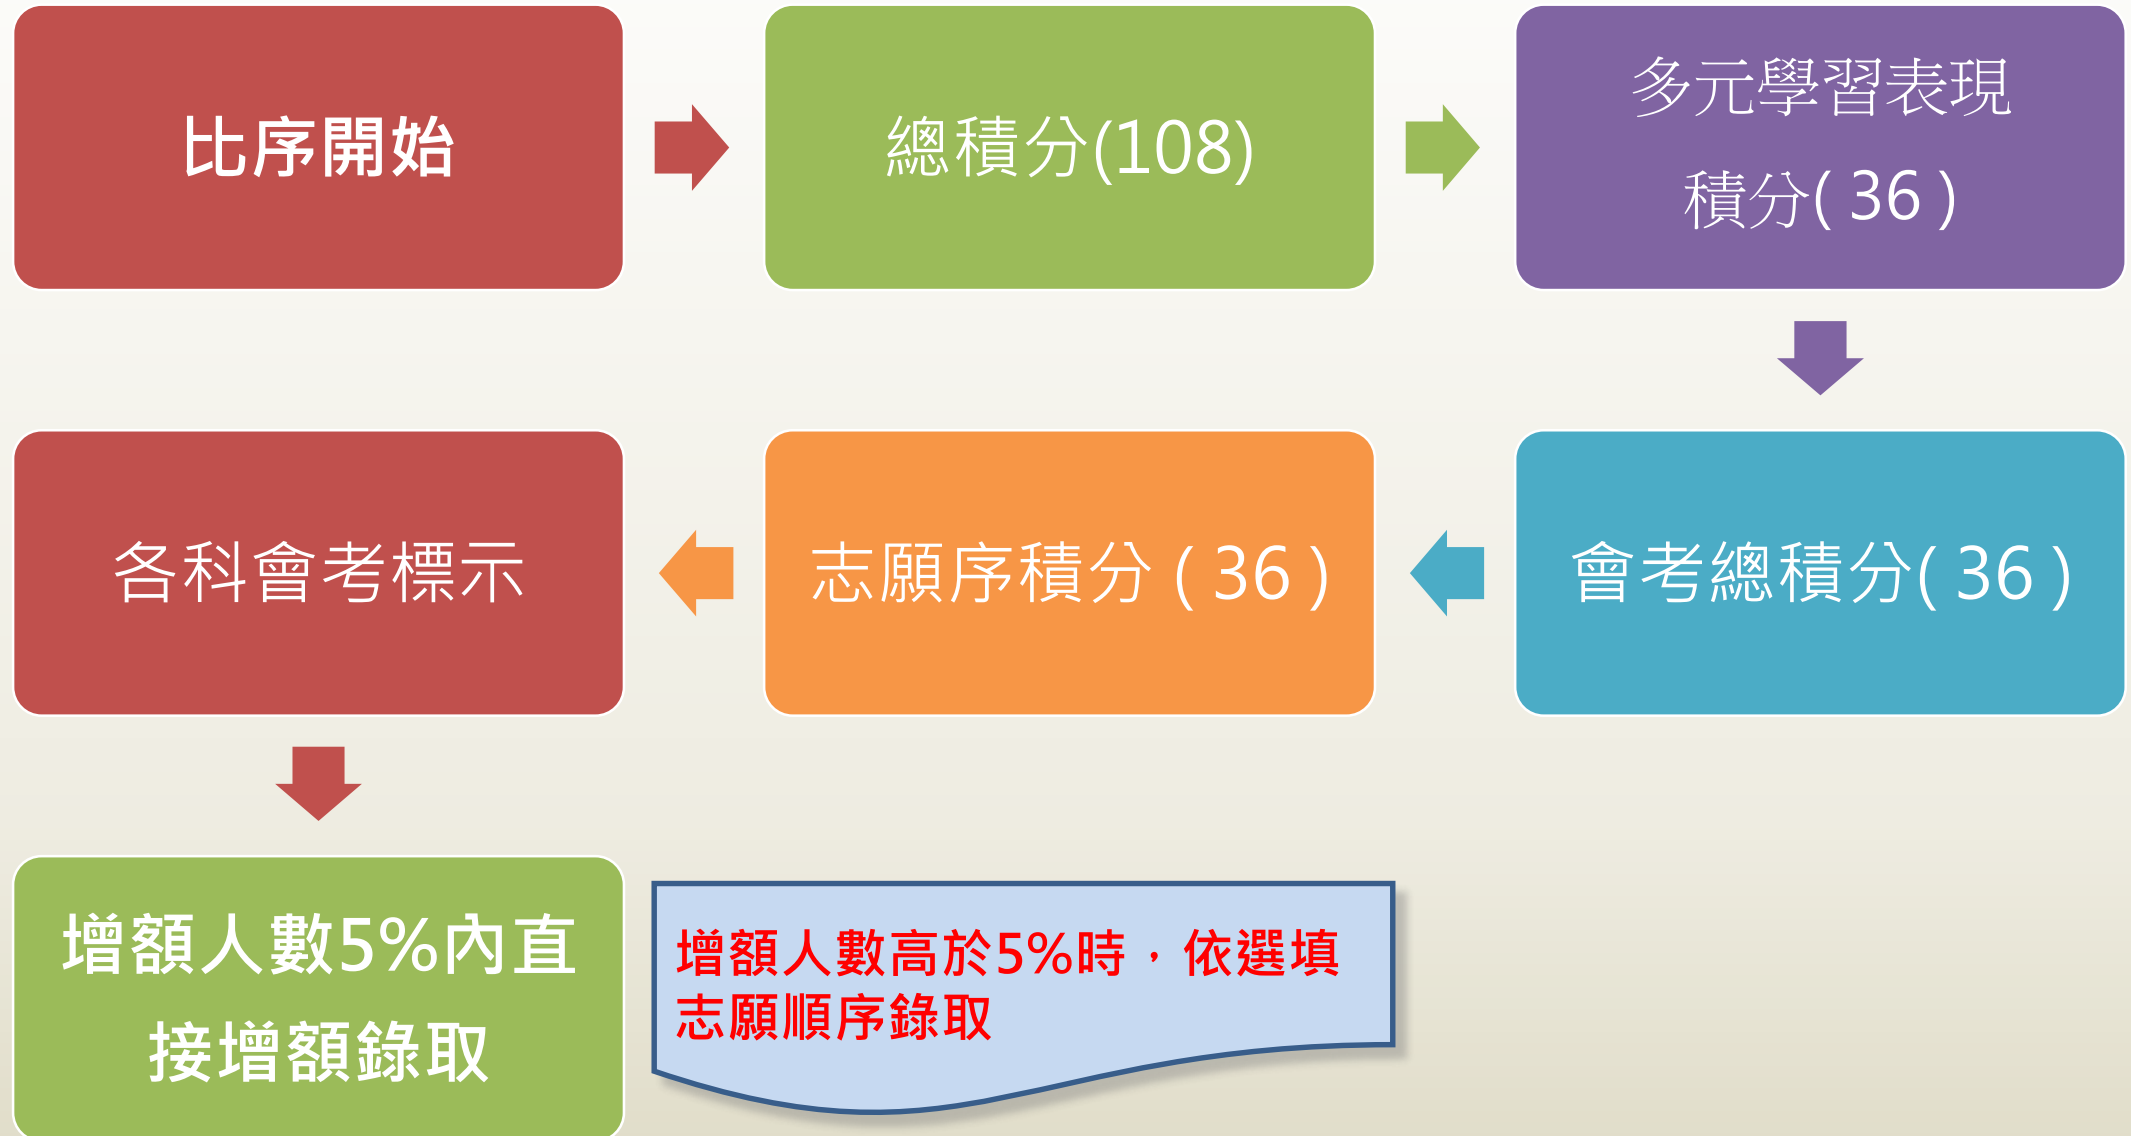 比序開始
總積分(108)
多元學習表現
積分( 36 )
會考總積分( 36 )
志願序積分 ( 36 )
各科會考標示
增額人數5%內直
接增額錄取
增額人數高於5%時，依選填
志願順序錄取